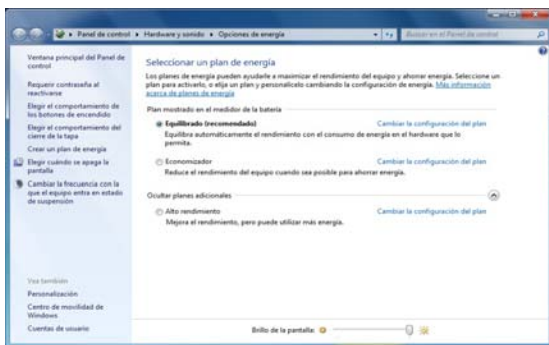 Panel de control ▸ Hardware y sonido ▸ Opciones de energía
Buscar en el Panel de control
Ventana principal del Panel de
control
Requerir contraseña al
reactivarse
Elegir el comportamiento de
los botones de encendido
Elegir el comportamiento del
cierre de la tapa
Crear un plan de energía
Elegir cuándo se apaga la
pantalla
Cambiar la frecuencia con la
que el equipo entra en estado
de suspensión
Vea también
Personalización
Centro de movilidad de
Windows
Cuentas de usuario
Seleccionar un plan de energía
Los planes de energía pueden ayudarle a maximizar el rendimiento del equipo y ahorrar energía. Seleccione un
plan para activarlo, o elija un plan y personalícelo cambiando la configuración de energía. Más información
acerca de planes de energía
Plan mostrado en el medidor de la batería
Equilibrado (recomendado) Cambiar la configuración del plan
Equilibra automáticamente el rendimiento con el consumo de energía en el hardware que lo
permita.
Economizador Cambiar la configuración del plan
Reduce el rendimiento del equipo cuando sea posible para ahorrar energía.
Ocultar planes adicionales
Alto rendimiento Cambiar la configuración del plan
Mejora el rendimiento, pero puede utilizar más energía.
Brillo de la pantalla: